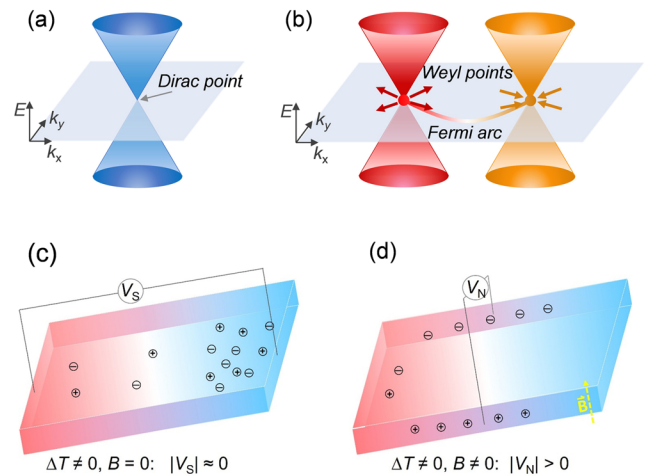 (a)
Dirac point
E
k_y
k_x
(b)
Weyl points
Fermi arc
E
k_y
k_x
(c)
V_S
ΔT ≠ 0, B = 0: |V_S| ≈ 0
(d)
V_N
B⃗
ΔT ≠ 0, B ≠ 0: |V_N| > 0